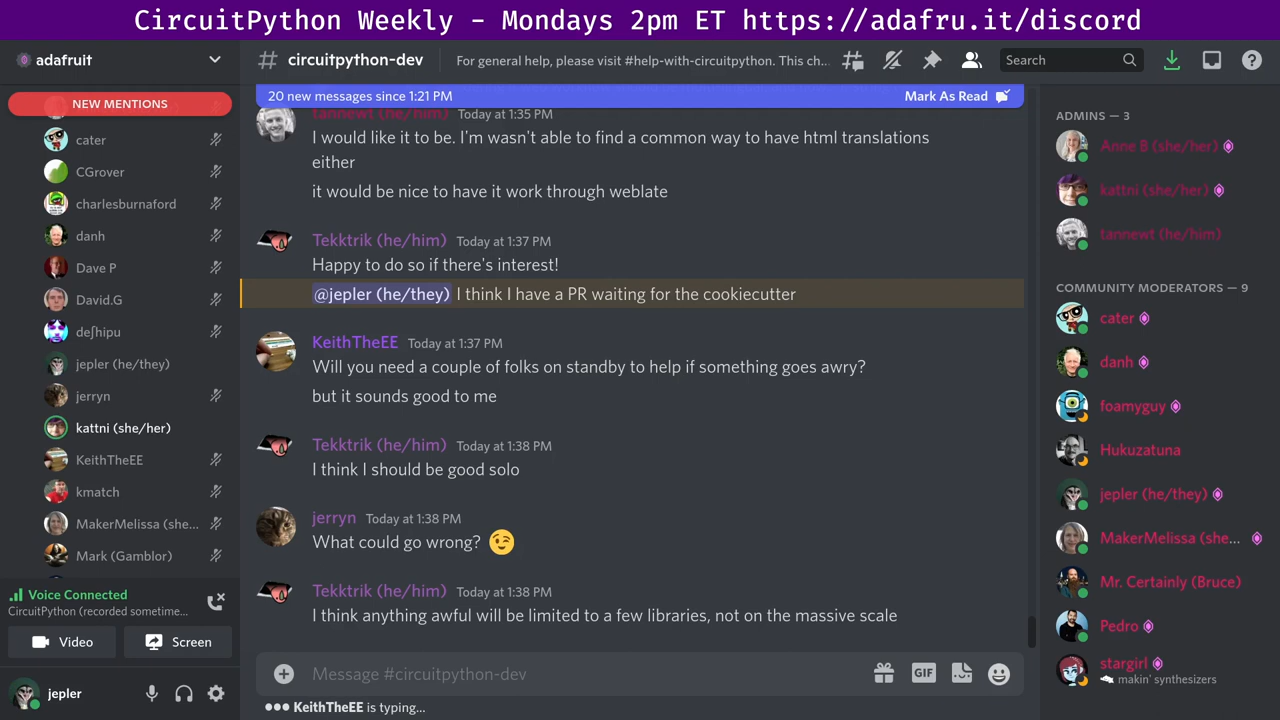 CircuitPython Weekly - Mondays 2pm ET https://adafru.it/discord
adafruit
NEW MENTIONS
cater
CGrover
charlesburnaford
danh
Dave P
David.G
deʃhipu
jepler (he/they)
jerryn
kattni (she/her)
KeithTheEE
kmatch
MakerMelissa (she...
Mark (Gamblor)
Voice Connected
CircuitPython (recorded sometime...
Video
Screen
jepler
# circuitpython-dev
For general help, please visit #help-with-circuitpython. This ch...
Search
20 new messages since 1:21 PM
Mark As Read
tannewt (he/him) Today at 1:35 PM
I would like it to be. I'm wasn't able to find a common way to have html translations
either
it would be nice to have it work through weblate
Tekktrik (he/him) Today at 1:37 PM
Happy to do so if there's interest!
@jepler (he/they) I think I have a PR waiting for the cookiecutter
KeithTheEE Today at 1:37 PM
Will you need a couple of folks on standby to help if something goes awry?
but it sounds good to me
Tekktrik (he/him) Today at 1:38 PM
I think I should be good solo
jerryn Today at 1:38 PM
What could go wrong? 😉
Tekktrik (he/him) Today at 1:38 PM
I think anything awful will be limited to a few libraries, not on the massive scale
Message #circuitpython-dev
GIF
KeithTheEE is typing...
ADMINS — 3
Anne B (she/her)
kattni (she/her)
tannewt (he/him)
COMMUNITY MODERATORS — 9
cater
danh
foamyguy
Hukuzatuna
jepler (he/they)
MakerMelissa (she...
Mr. Certainly (Bruce)
Pedro
stargirl
makin' synthesizers